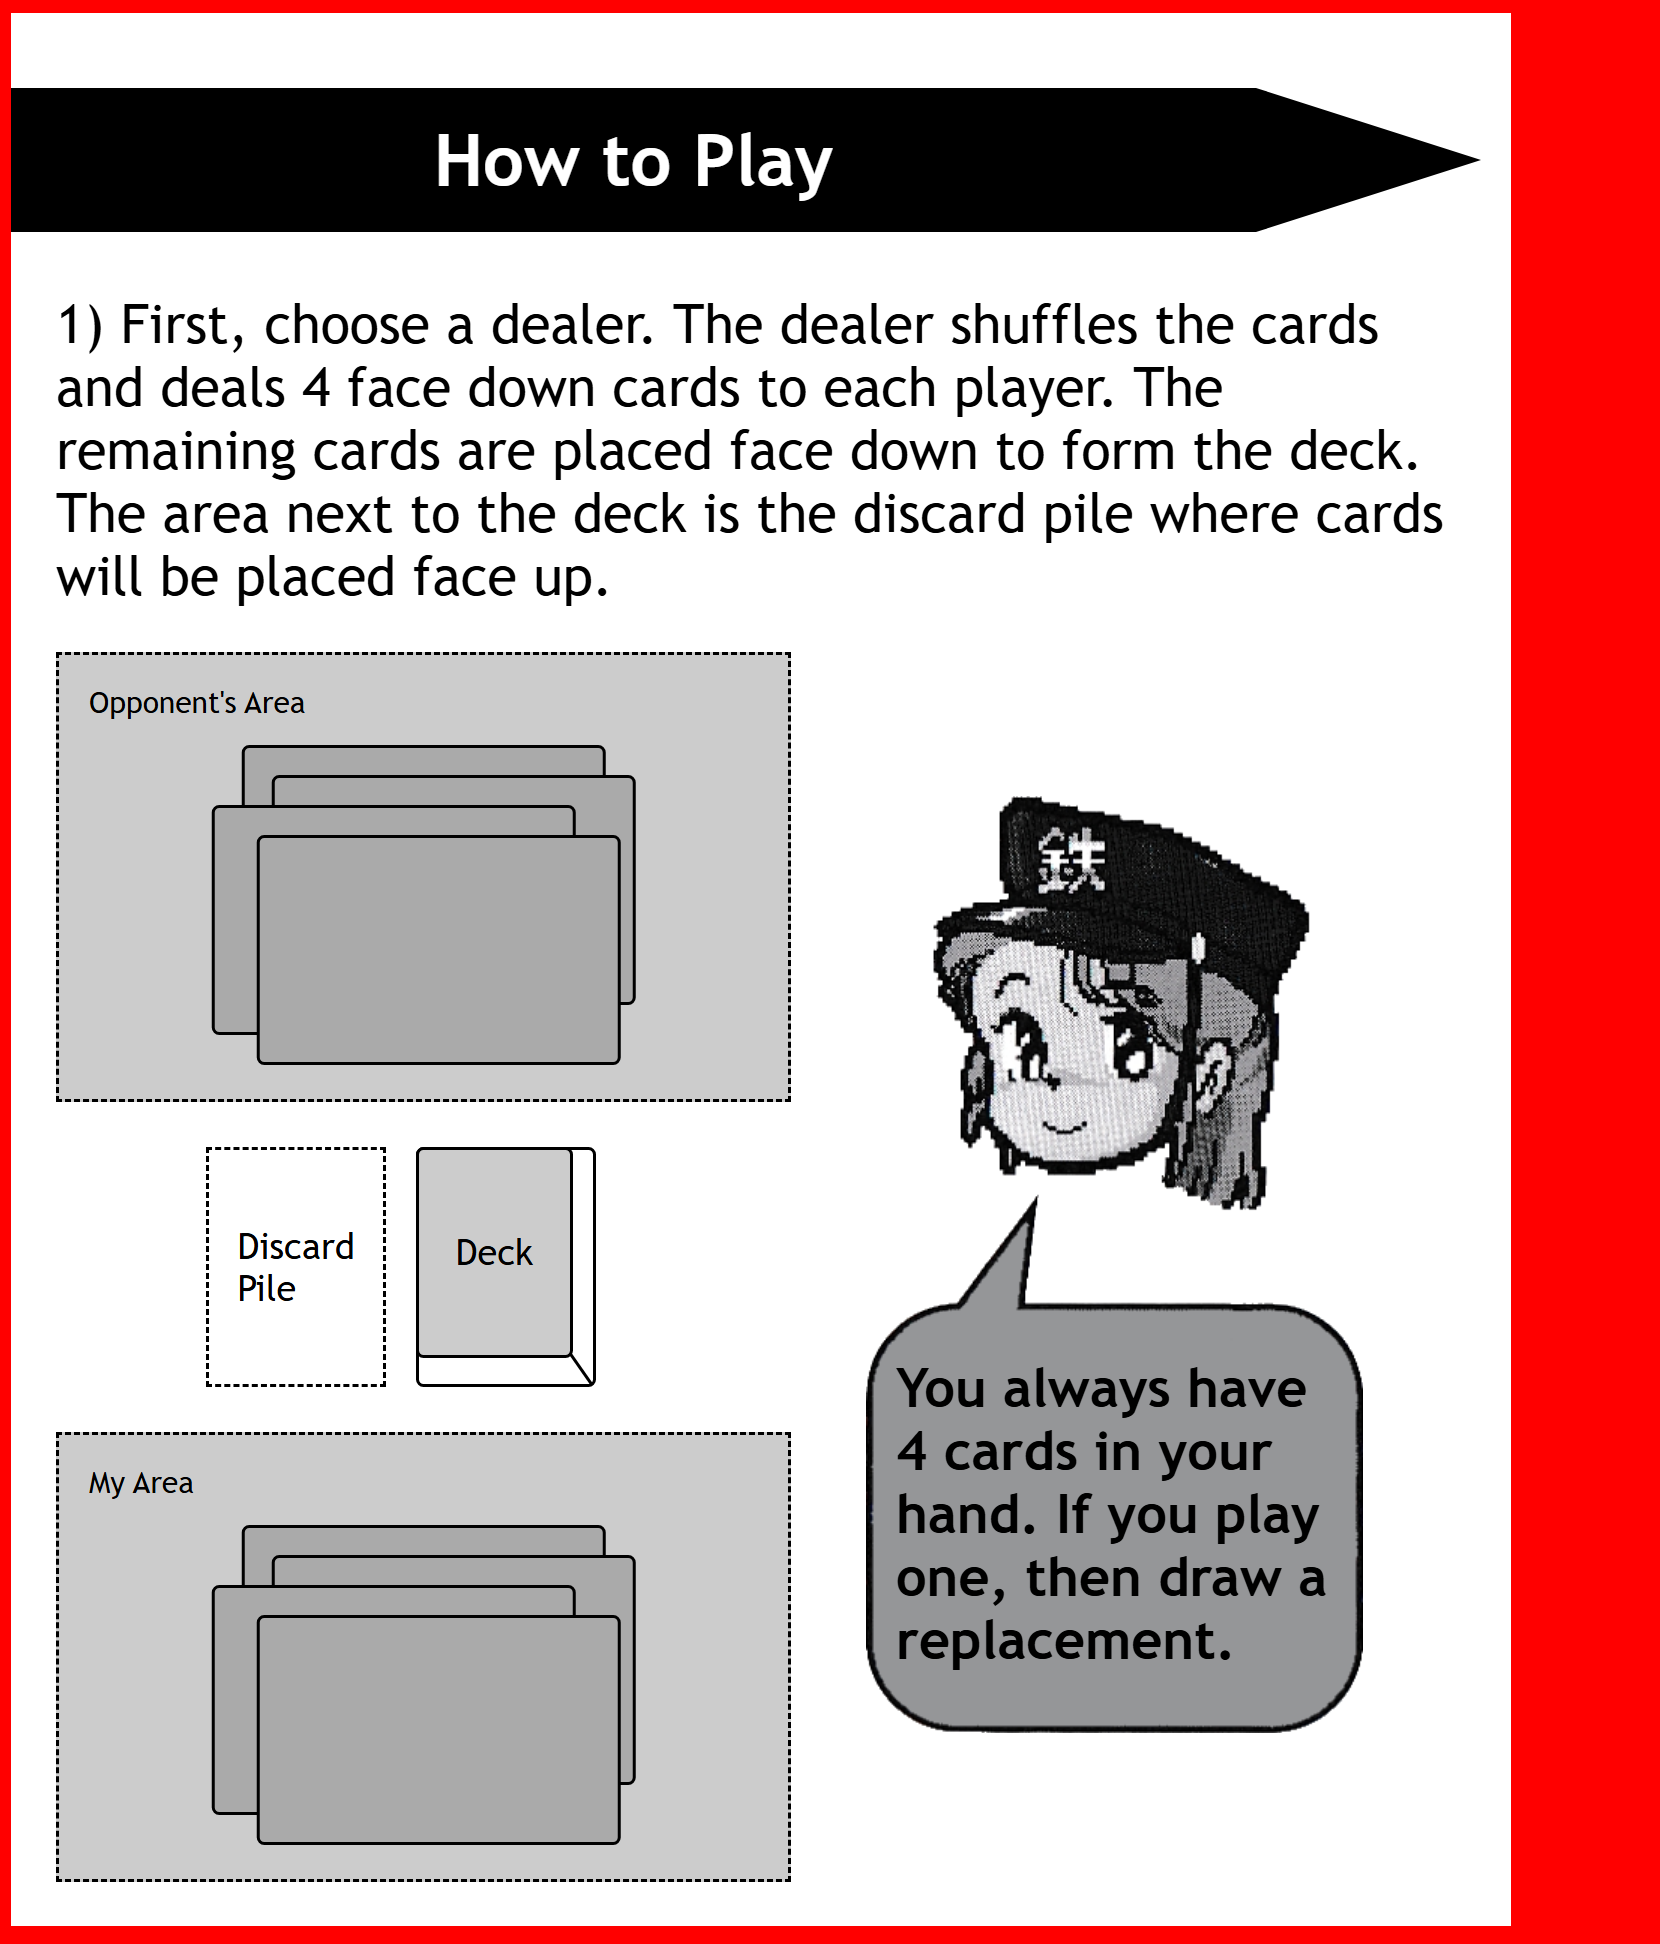 How to Play
1) First, choose a dealer. The dealer shuffles the cards
and deals 4 face down cards to each player. The
remaining cards are placed face down to form the deck.
The area next to the deck is the discard pile where cards
will be placed face up.
Opponent's Area
鉄
Discard
Pile
Deck
You always have
4 cards in your
hand. If you play
one, then draw a
replacement.
My Area